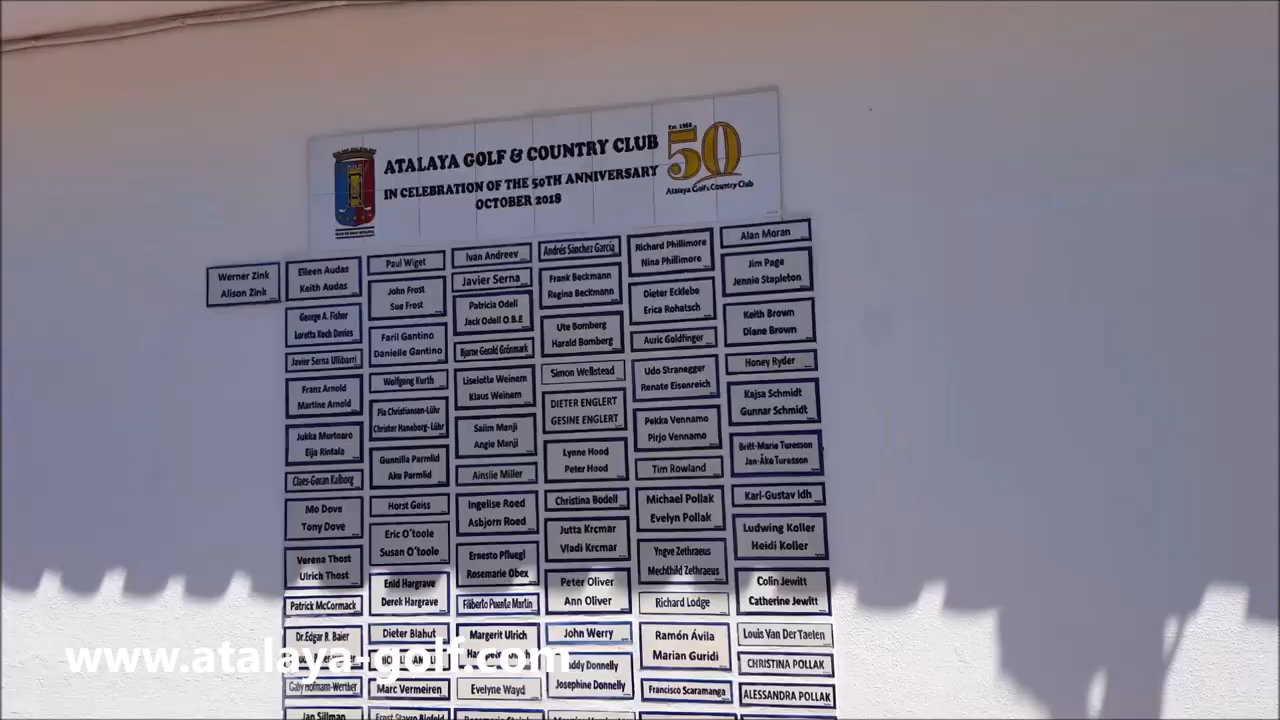 ATALAYA GOLF & COUNTRY CLUB
IN CELEBRATION OF THE 50TH ANNIVERSARY
OCTOBER 2018
Est. 1968
50
Atalaya Golf & Country Club
Werner Zink
Alison Zink
Eileen Audas
Keith Audas
George A. Fisher
Loretta Koch Davies
Javier Serna Ullibarri
Franz Arnold
Martine Arnold
Jukka Murtoaro
Eija Rintala
Claes-Goran Kalborg
Mo Dove
Tony Dove
Verena Thost
Ulrich Thost
Patrick McCormack
Dr.Edgar R. Baier
Gaby Hofmann-Werther
Jan Sillman
Paul Wiget
John Frost
Sue Frost
Faril Gantino
Danielle Gantino
Wolfgang Kurth
Pia Christiansen-Lühr
Christer Haneborg- Lühr
Gunnilla Parmlid
Ake Parmlid
Horst Geiss
Eric O'toole
Susan O'toole
Enid Hargrave
Derek Hargrave
Dieter Blahut
Marc Vermeiren
Ernst Stavro Blofeld
Ivan Andreev
Javier Serna
Patricia Odell
Jack Odell O.B.E
Bjarne Gerald Grönmark
Liselotte Weinem
Klaus Weinem
Salim Manji
Angie Manji
Ainslie Miller
Ingelise Roed
Asbjorn Roed
Ernesto Pfluegl
Rosemarie Obex
Filiberto Puente Martin
Margerit Ulrich
Evelyne Wayd
Andrés Sánchez García
Frank Beckmann
Regina Beckmann
Ute Bomberg
Harald Bomberg
Simon Wellstead
DIETER ENGLERT
GESINE ENGLERT
Lynne Hood
Peter Hood
Christina Bodell
Jutta Krcmar
Vladi Krcmar
Peter Oliver
Ann Oliver
John Werry
Paddy Donnelly
Josephine Donnelly
Richard Phillimore
Nina Phillimore
Dieter Ecklebe
Erica Rohatsch
Auric Goldfinger
Udo Stranegger
Renate Eisenreich
Pekka Vennamo
Pirjo Vennamo
Tim Rowland
Michael Pollak
Evelyn Pollak
Yngve Zethraeus
Mechthild Zethraeus
Richard Lodge
Ramón Ávila
Marian Guridi
Francisco Scaramanga
Alan Moran
Jim Page
Jennie Stapleton
Keith Brown
Diane Brown
Honey Ryder
Kajsa Schmidt
Gunnar Schmidt
Britt-Marie Turesson
Jan-Åke Turesson
Karl-Gustav Idh
Ludwing Koller
Heidi Koller
Colin Jewitt
Catherine Jewitt
Louis Van Der Taelen
CHRISTINA POLLAK
ALESSANDRA POLLAK
www.atalaya-golf.com